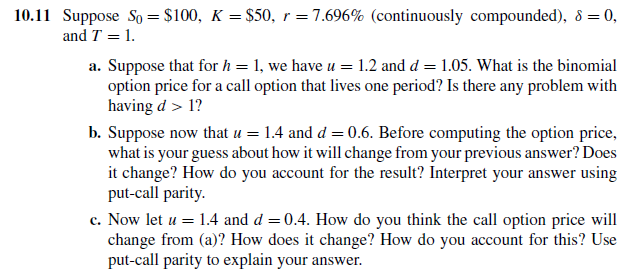 10.11 Suppose S₀ = $100, K = $50, r = 7.696% (continuously compounded), δ = 0,
and T = 1.
a. Suppose that for h = 1, we have u = 1.2 and d = 1.05. What is the binomial
option price for a call option that lives one period? Is there any problem with
having d > 1?
b. Suppose now that u = 1.4 and d = 0.6. Before computing the option price,
what is your guess about how it will change from your previous answer? Does
it change? How do you account for the result? Interpret your answer using
put-call parity.
c. Now let u = 1.4 and d = 0.4. How do you think the call option price will
change from (a)? How does it change? How do you account for this? Use
put-call parity to explain your answer.